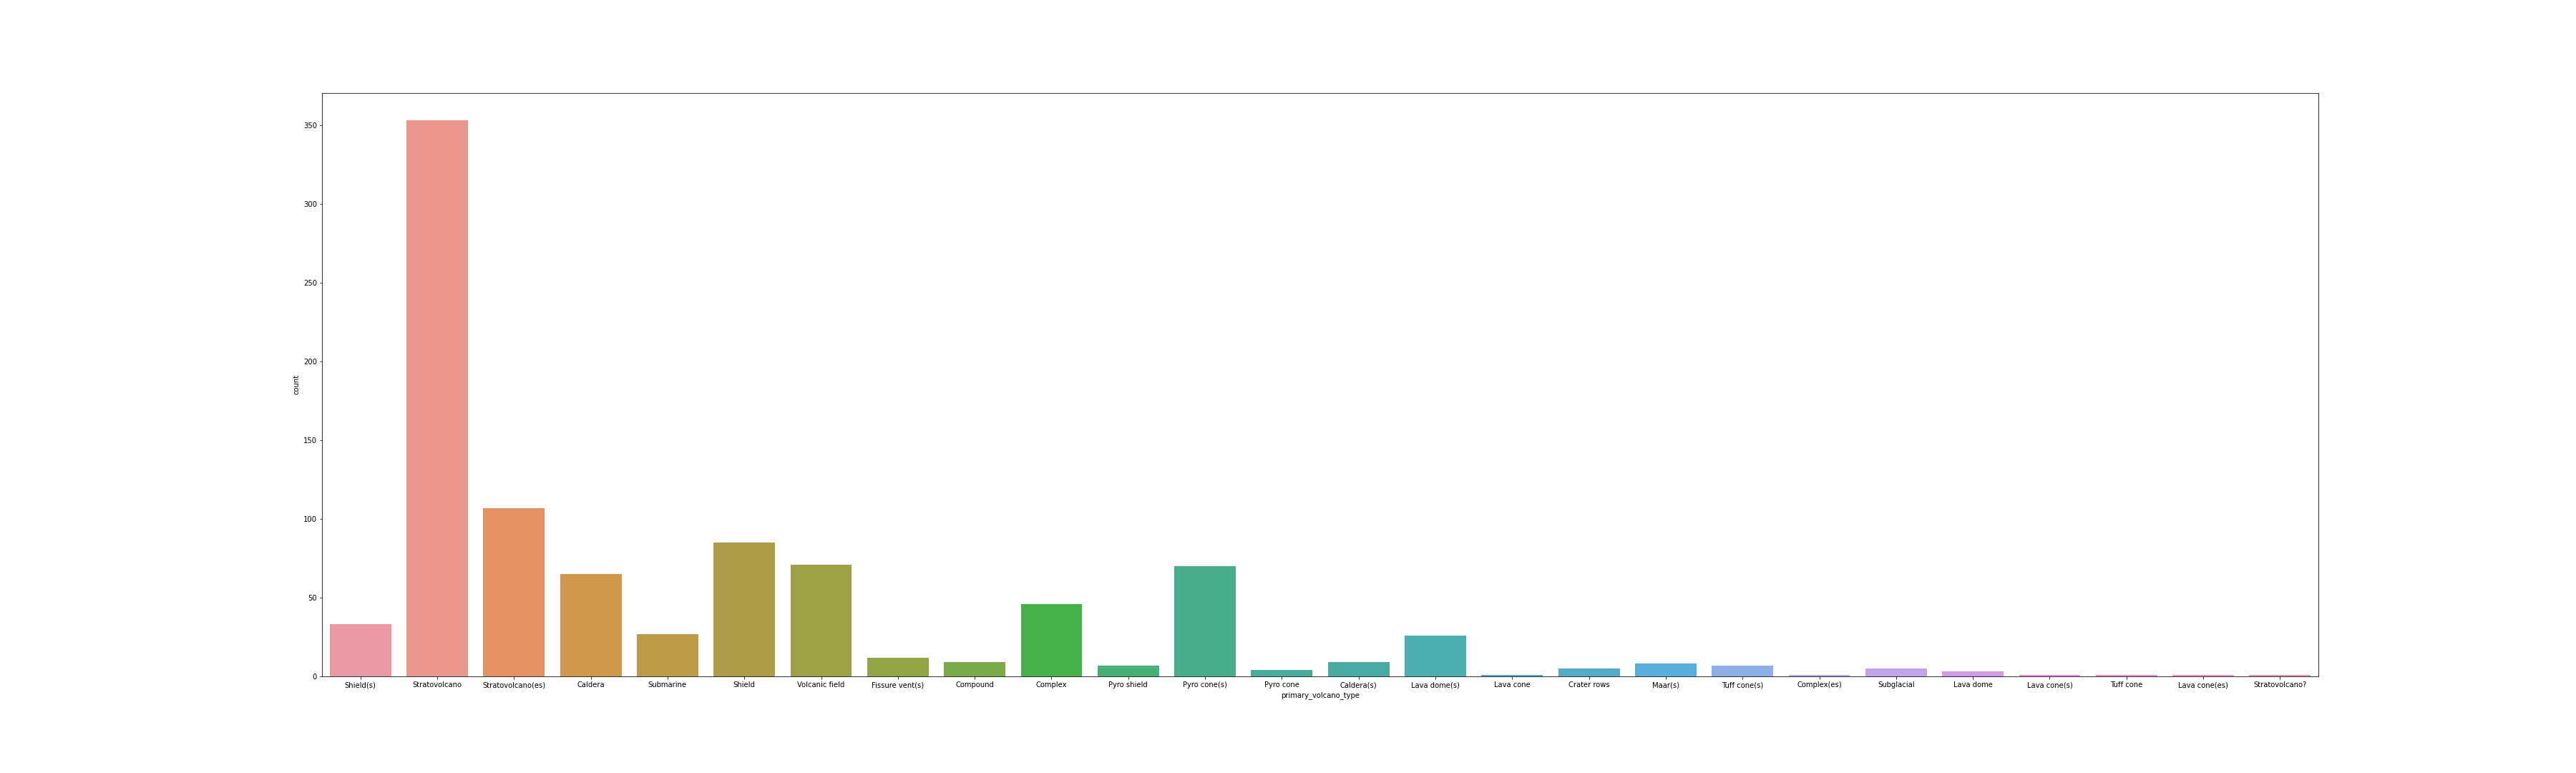 350
300
250
200
150
100
50
0
count
Shield(s) Stratovolcano Stratovolcano(es) Caldera Submarine Shield Volcanic field Fissure vent(s) Compound Complex Pyro shield Pyro cone(s) Pyro cone Caldera(s) Lava dome(s) Lava cone Crater rows Maar(s) Tuff cone(s) Complex(es) Subglacial Lava dome Lava cone(s) Tuff cone Lava cone(es) Stratovolcano?
primary_volcano_type